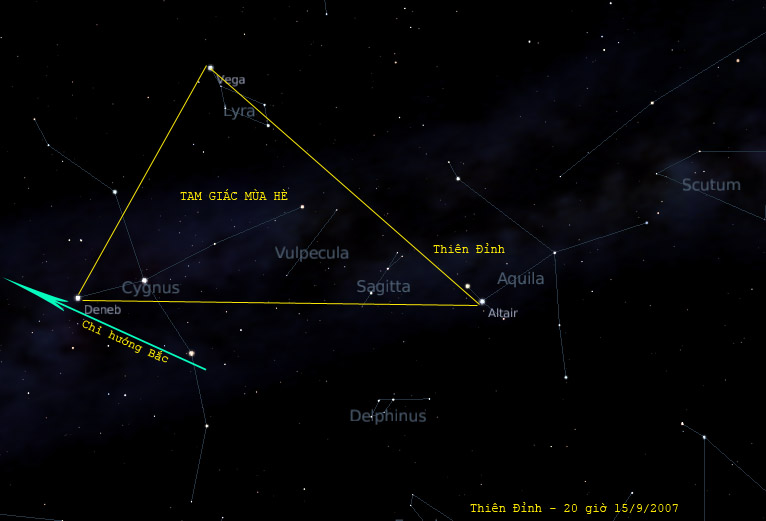 Vega
Lyra
Scutum
TAM GIÁC MÙA HÈ
Thiên Đỉnh
Vulpecula
Aquila
Cygnus
Sagitta
Deneb
Altair
Chỉ hướng Bắc
Delphinus
Thiên Đỉnh - 20 giờ 15/9/2007